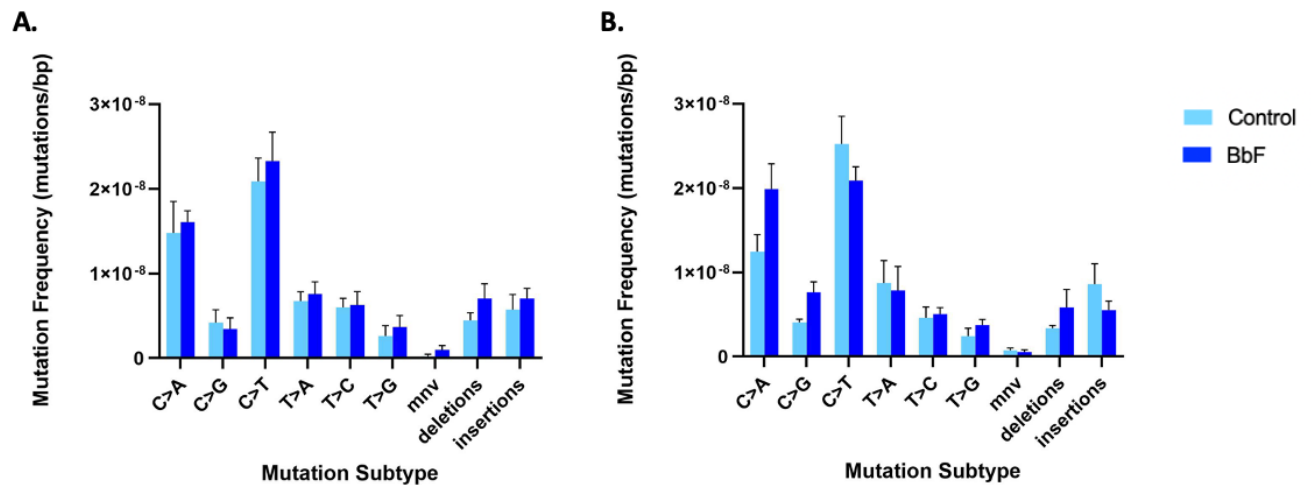 A.
Mutation Frequency (mutations/bp)
3×10⁻⁸
2×10⁻⁸
1×10⁻⁸
0
C>A
C>G
C>T
T>A
T>C
T>G
mnv
deletions
insertions
Mutation Subtype
B.
Mutation Frequency (mutations/bp)
3×10⁻⁸
2×10⁻⁸
1×10⁻⁸
0
C>A
C>G
C>T
T>A
T>C
T>G
mnv
deletions
insertions
Mutation Subtype
Control
BbF